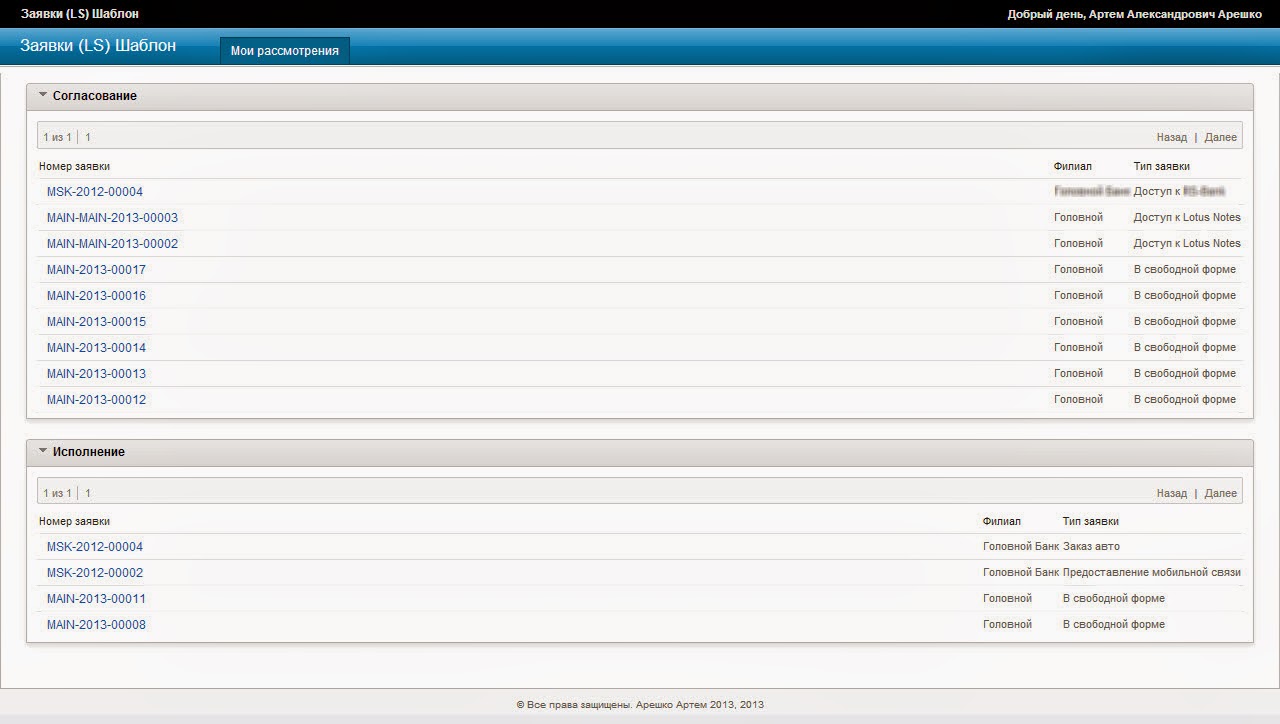 Заявки (LS) Шаблон Добрый день, Артем Александрович Арешко
Заявки (LS) Шаблон Мои рассмотрения
Согласование
1 из 1 | 1 Назад | Далее
Номер заявки Филиал Тип заявки
MSK-2012-00004 Головной Банк Доступ к
MAIN-MAIN-2013-00003 Головной Доступ к Lotus Notes
MAIN-MAIN-2013-00002 Головной Доступ к Lotus Notes
MAIN-2013-00017 Головной В свободной форме
MAIN-2013-00016 Головной В свободной форме
MAIN-2013-00015 Головной В свободной форме
MAIN-2013-00014 Головной В свободной форме
MAIN-2013-00013 Головной В свободной форме
MAIN-2013-00012 Головной В свободной форме
Исполнение
1 из 1 | 1 Назад | Далее
Номер заявки Филиал Тип заявки
MSK-2012-00004 Головной Банк Заказ авто
MSK-2012-00002 Головной Банк Предоставление мобильной связи
MAIN-2013-00011 Головной В свободной форме
MAIN-2013-00008 Головной В свободной форме
© Все права защищены. Арешко Артем 2013, 2013